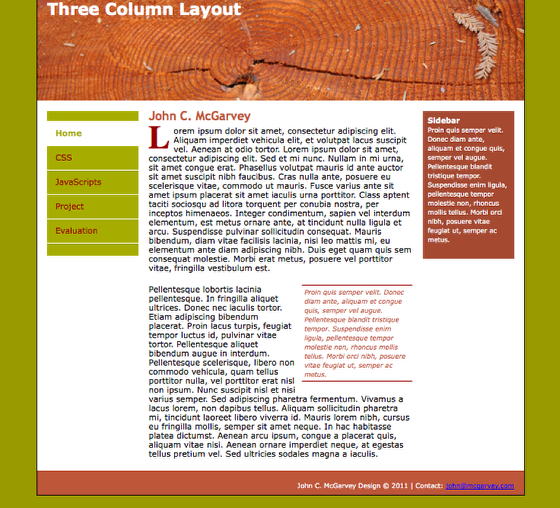 Three Column Layout
Home
CSS
JavaScripts
Project
Evaluation
John C. McGarvey
Lorem ipsum dolor sit amet, consectetur adipiscing elit.
Aliquam imperdiet vehicula elit, et volutpat lacus suscipit
vel. Aenean at odio tortor. Lorem ipsum dolor sit amet,
consectetur adipiscing elit. Sed et mi nunc. Nullam in mi urna,
sit amet congue erat. Phasellus volutpat mauris id ante auctor
sit amet suscipit nibh faucibus. Cras nulla ante, posuere eu
scelerisque vitae, commodo ut mauris. Fusce varius ante sit
amet ipsum placerat sit amet iaculis urna porttitor. Class aptent
taciti sociosqu ad litora torquent per conubia nostra, per
inceptos himenaeos. Integer condimentum, sapien vel interdum
elementum, est metus ornare ante, at tincidunt nulla ligula et
arcu. Suspendisse pulvinar sollicitudin consequat. Mauris
bibendum, diam vitae facilisis lacinia, nisi leo mattis mi, eu
elementum ante diam adipiscing nibh. Duis eget quam quis sem
consequat molestie. Morbi erat metus, posuere vel porttitor
vitae, fringilla vestibulum est.
Pellentesque lobortis lacinia
pellentesque. In fringilla aliquet
ultrices. Donec nec iaculis tortor.
Etiam adipiscing bibendum
placerat. Proin lacus turpis, feugiat
tempor luctus id, pulvinar vitae
tortor. Pellentesque aliquet
bibendum augue in interdum.
Pellentesque scelerisque, libero non
commodo vehicula, quam tellus
porttitor nulla, vel porttitor erat nisl
non ipsum. Nunc suscipit nisl et nisi
varius semper. Sed adipiscing pharetra fermentum. Vivamus a
lacus lorem, non dapibus tellus. Aliquam sollicitudin pharetra
mi, tincidunt laoreet libero viverra id. Mauris lorem nibh, cursus
eu fringilla mollis, semper sit amet neque. In hac habitasse
platea dictumst. Aenean arcu ipsum, congue a placerat quis,
aliquam vitae nisi. Aenean ornare imperdiet neque, at egestas
tellus pretium vel. Sed ultricies sodales magna a iaculis.
Proin quis semper velit. Donec
diam ante, aliquam et congue
quis, semper vel augue.
Pellentesque blandit tristique
tempor. Suspendisse enim
ligula, pellentesque tempor
molestie non, rhoncus mollis
tellus. Morbi orci nibh, posuere
vitae feugiat ut, semper ac
metus.
Sidebar
Proin quis semper velit.
Donec diam ante,
aliquam et congue quis,
semper vel augue.
Pellentesque blandit
tristique tempor.
Suspendisse enim ligula,
pellentesque tempor
molestie non, rhoncus
mollis tellus. Morbi orci
nibh, posuere vitae
feugiat ut, semper ac
metus.
John C. McGarvey Design © 2011 | Contact: john@mcgarvey.com